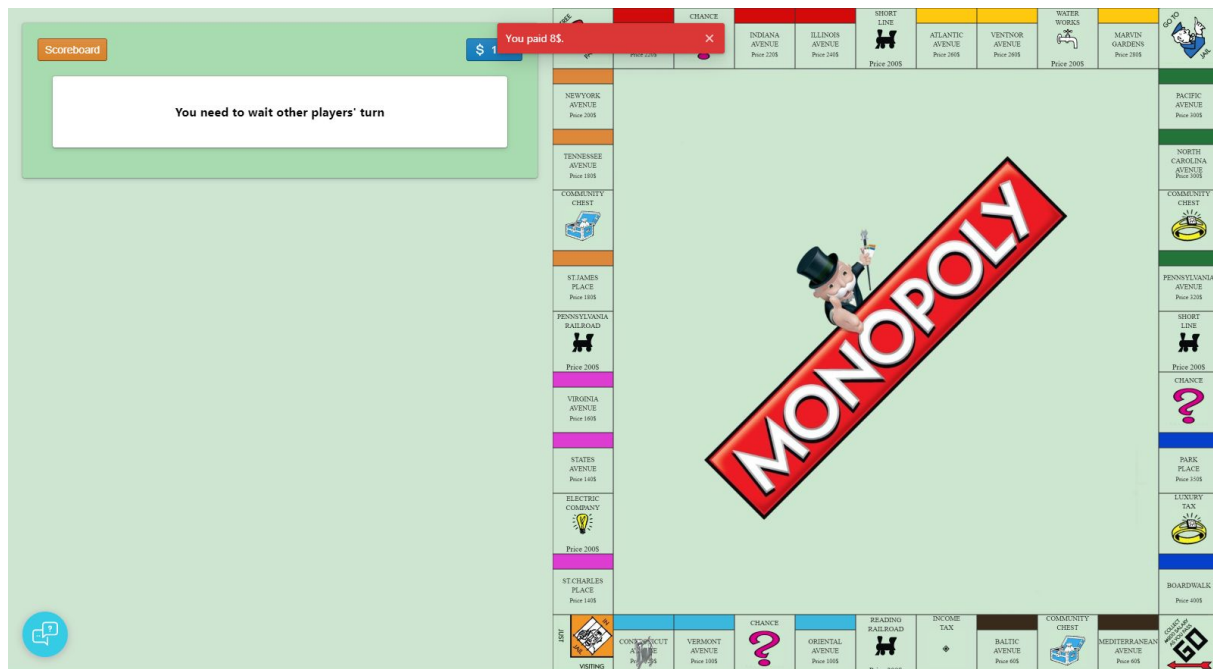 Scoreboard
$ 1
You need to wait other players' turn
You paid 8$.
FREE
CHANCE
INDIANA
AVENUE
Price 220$
ILLINOIS
AVENUE
Price 240$
SHORT
LINE
Price 200$
ATLANTIC
AVENUE
Price 260$
VENTNOR
AVENUE
Price 260$
WATER
WORKS
Price 200$
MARVIN
GARDENS
Price 280$
GO TO
JAIL
NEWYORK
AVENUE
Price 200$
TENNESSEE
AVENUE
Price 180$
COMMUNITY
CHEST
ST.JAMES
PLACE
Price 180$
PENNSYLVANIA
RAILROAD
Price 200$
VIRGINIA
AVENUE
Price 160$
STATES
AVENUE
Price 140$
ELECTRIC
COMPANY
Price 200$
ST.CHARLES
PLACE
Price 140$
MONOPOLY
PACIFIC
AVENUE
Price 300$
NORTH
CAROLINA
AVENUE
Price 300$
COMMUNITY
CHEST
PENNSYLVANIA
AVENUE
Price 320$
SHORT
LINE
Price 200$
CHANCE
PARK
PLACE
Price 350$
LUXURY
TAX
BOARDWALK
Price 400$
JUST
IN
JAIL
VISITING
VERMONT
AVENUE
Price 100$
CHANCE
ORIENTAL
AVENUE
Price 100$
READING
RAILROAD
INCOME
TAX
BALTIC
AVENUE
Price 60$
COMMUNITY
CHEST
MEDITERRANEAN
AVENUE
Price 60$
COLLECT
AS YOU PASS
GO